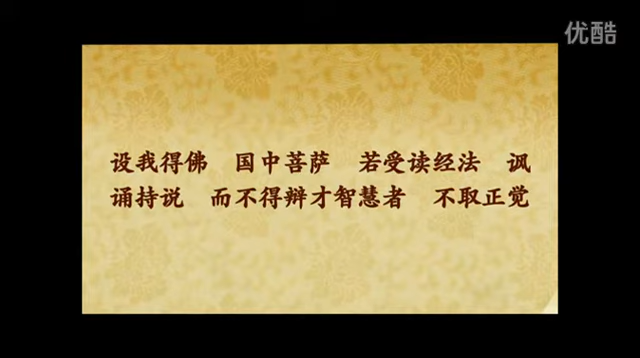 优酷
设我得佛　国中菩萨　若受读经法　讽
诵持说　而不得辩才智慧者　不取正觉